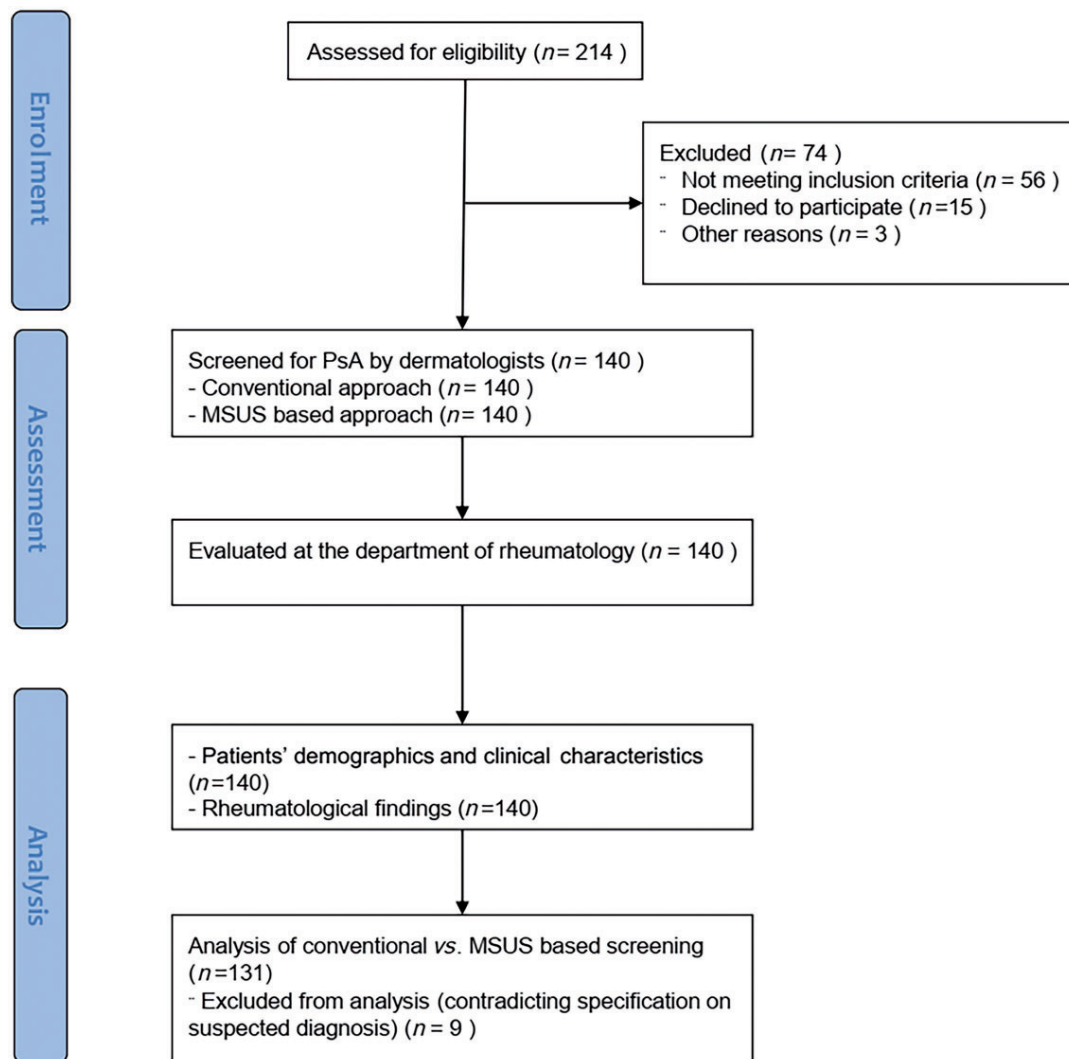 Enrolment
Assessed for eligibility (n= 214 )
Excluded (n= 74 )
¨ Not meeting inclusion criteria (n = 56 )
¨ Declined to participate (n=15 )
¨ Other reasons (n = 3 )
Assessment
Screened for PsA by dermatologists (n= 140 )
- Conventional approach (n= 140 )
- MSUS based approach (n= 140 )
Evaluated at the department of rheumatology (n = 140 )
Analysis
- Patients’ demographics and clinical characteristics
(n=140)
- Rheumatological findings (n=140)
Analysis of conventional vs. MSUS based screening
(n=131)
¨ Excluded from analysis (contradicting specification on
suspected diagnosis) (n = 9 )